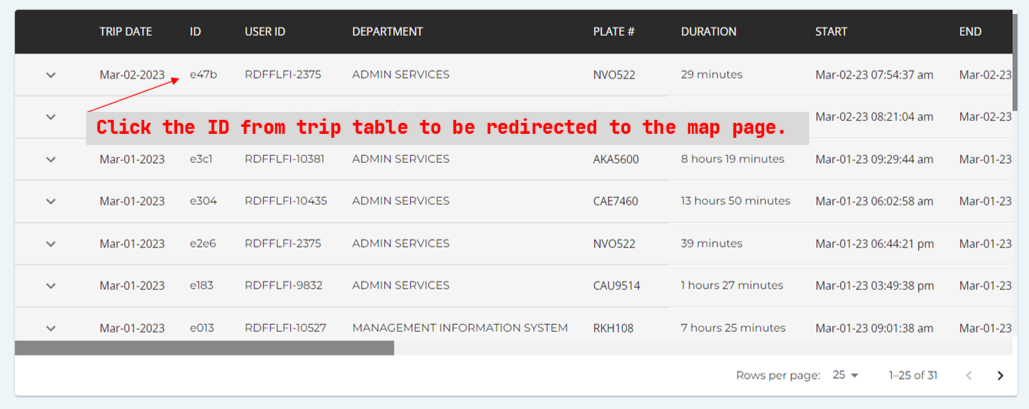 TRIP DATE ID USER ID DEPARTMENT PLATE # DURATION START END
Mar-02-2023 e47b RDFFLFI-2375 ADMIN SERVICES NVO522 29 minutes Mar-02-23 07:54:37 am Mar-02-23
Mar-02-23 08:21:04 am Mar-02-23
Click the ID from trip table to be redirected to the map page.
Mar-01-2023 e3c1 RDFFLFI-10381 ADMIN SERVICES AKA5600 8 hours 19 minutes Mar-01-23 09:29:44 am Mar-01-23
Mar-01-2023 e304 RDFFLFI-10435 ADMIN SERVICES CAE7460 13 hours 50 minutes Mar-01-23 06:02:58 am Mar-01-23
Mar-01-2023 e2e6 RDFFLFI-2375 ADMIN SERVICES NVO522 39 minutes Mar-01-23 06:44:21 pm Mar-01-23
Mar-01-2023 e183 RDFFLFI-9832 ADMIN SERVICES CAU9514 1 hours 27 minutes Mar-01-23 03:49:38 pm Mar-01-23
Mar-01-2023 e013 RDFFLFI-10527 MANAGEMENT INFORMATION SYSTEM RKH108 7 hours 25 minutes Mar-01-23 09:01:38 am Mar-01-23
Rows per page: 25 1–25 of 31